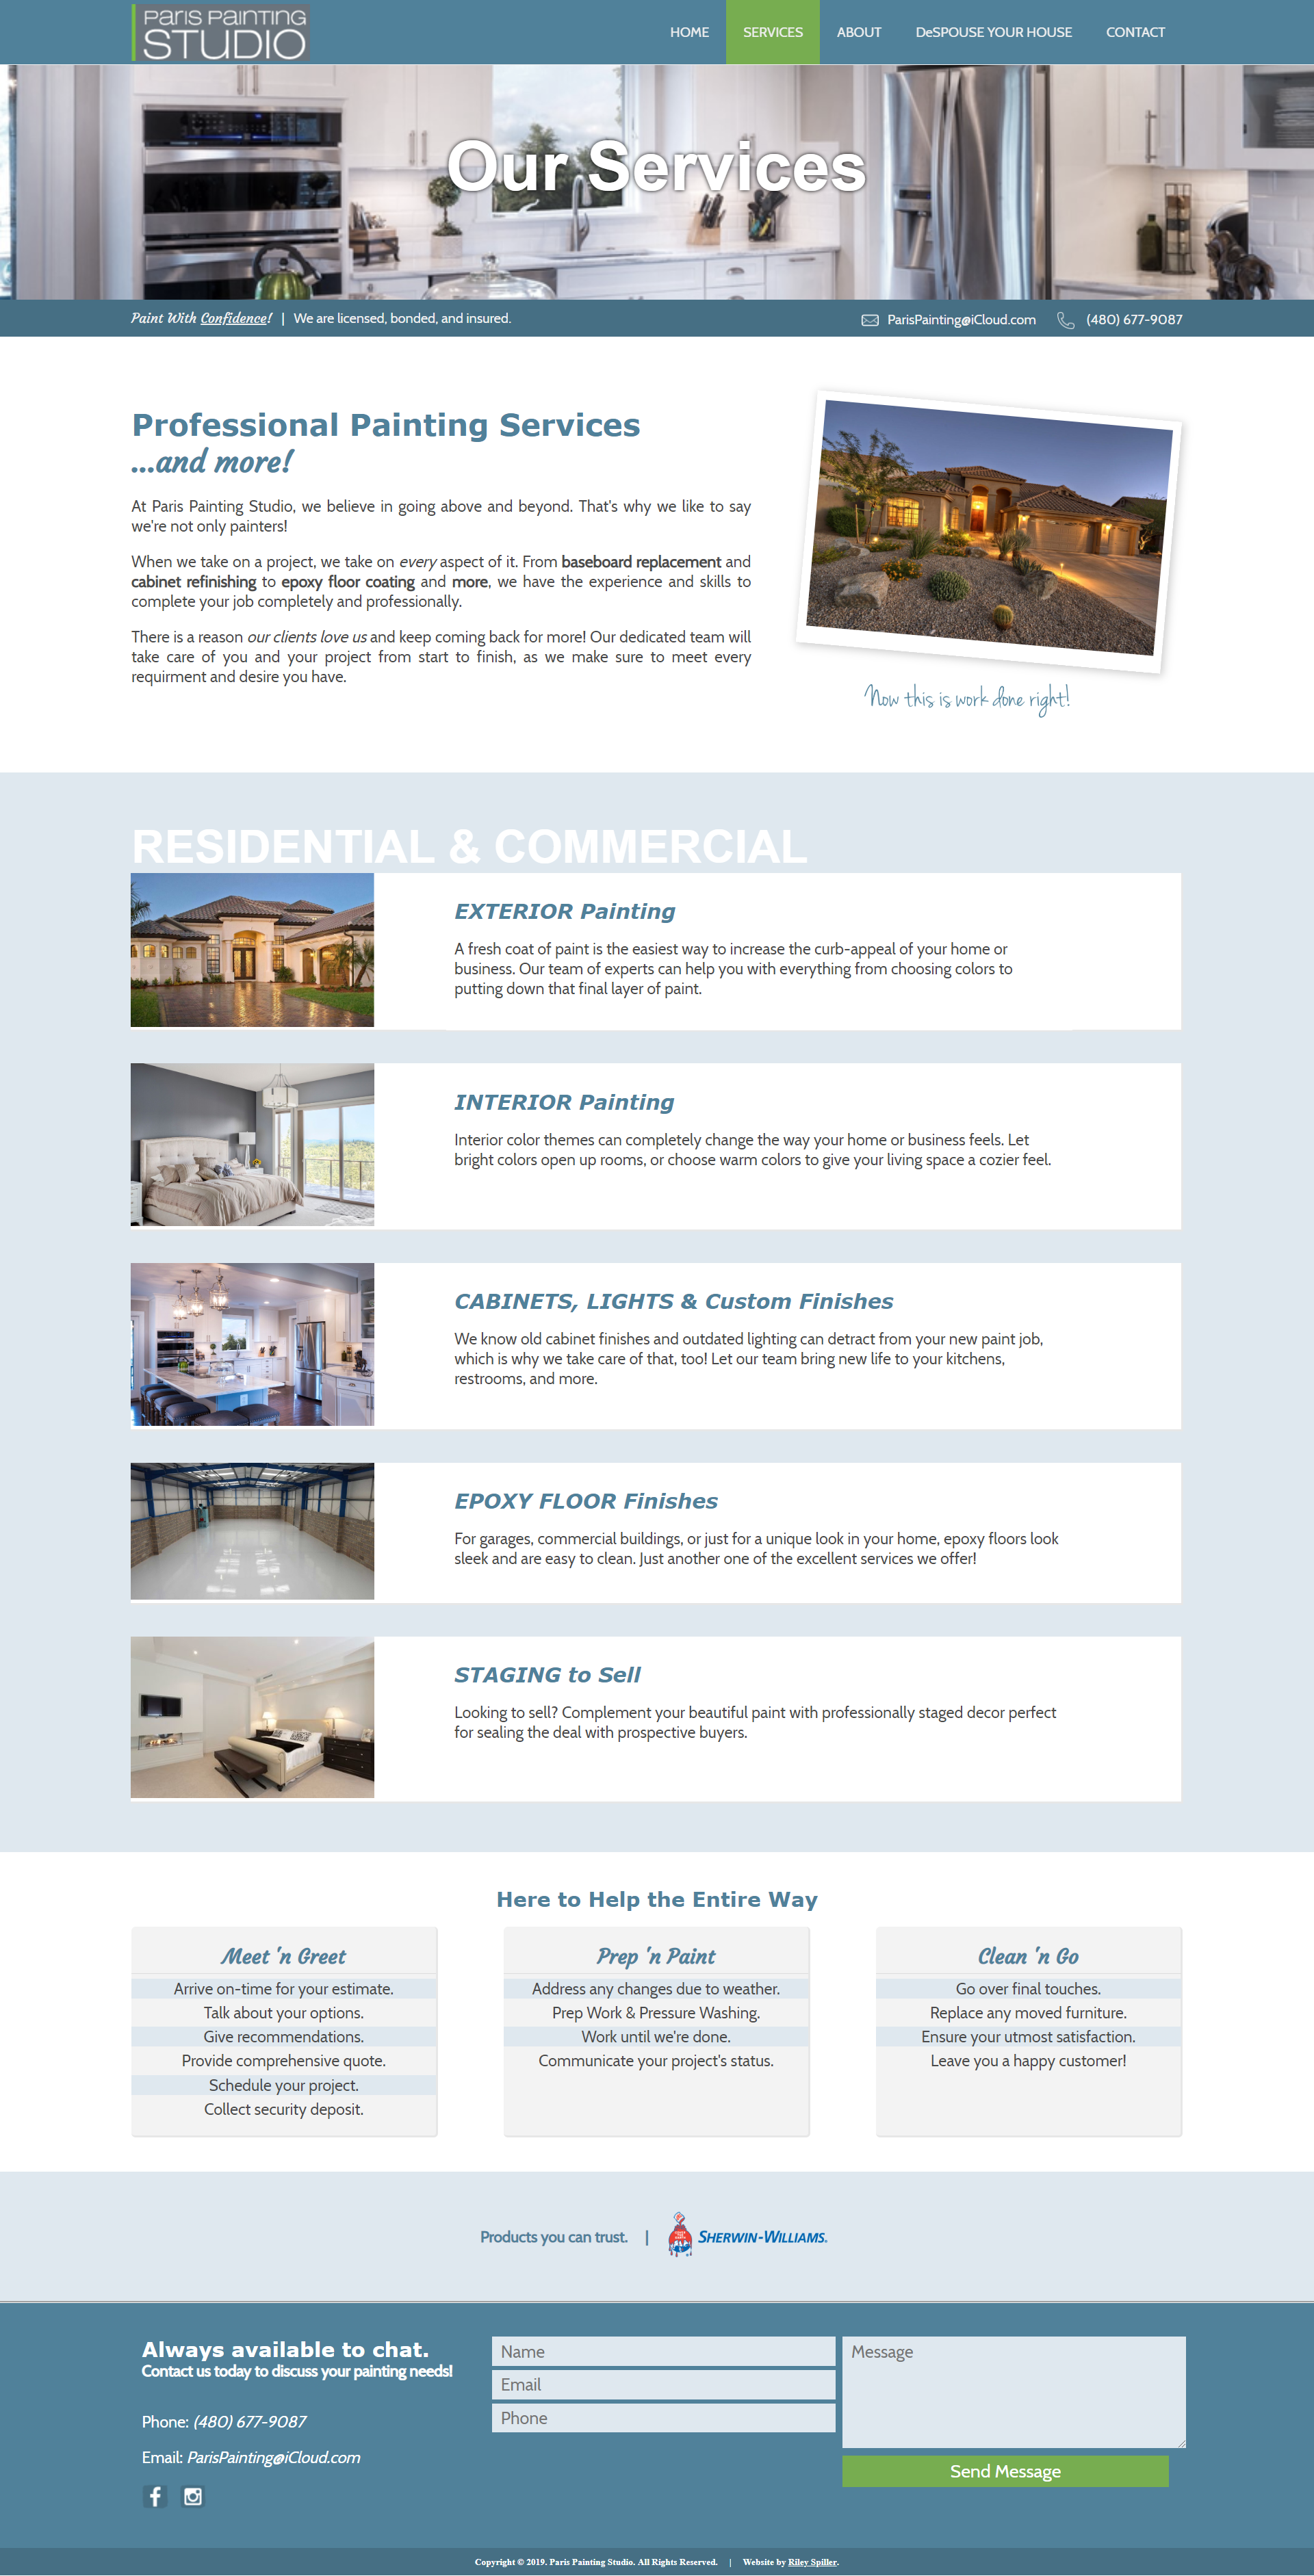 Paris Painting
STUDIO
HOME SERVICES ABOUT DeSPOUSE YOUR HOUSE CONTACT
Our Services
Paint With Confidence! | We are licensed, bonded, and insured. ParisPainting@iCloud.com (480) 677-9087
Professional Painting Services
...and more!
At Paris Painting Studio, we believe in going above and beyond. That's why we like to say
we're not only painters!
When we take on a project, we take on every aspect of it. From baseboard replacement and
cabinet refinishing to epoxy floor coating and more, we have the experience and skills to
complete your job completely and professionally.
There is a reason our clients love us and keep coming back for more! Our dedicated team will
take care of you and your project from start to finish, as we make sure to meet every
requirment and desire you have.
Now this is work done right!
RESIDENTIAL & COMMERCIAL
EXTERIOR Painting
A fresh coat of paint is the easiest way to increase the curb-appeal of your home or
business. Our team of experts can help you with everything from choosing colors to
putting down that final layer of paint.
INTERIOR Painting
Interior color themes can completely change the way your home or business feels. Let
bright colors open up rooms, or choose warm colors to give your living space a cozier feel.
CABINETS, LIGHTS & Custom Finishes
We know old cabinet finishes and outdated lighting can detract from your new paint job,
which is why we take care of that, too! Let our team bring new life to your kitchens,
restrooms, and more.
EPOXY FLOOR Finishes
For garages, commercial buildings, or just for a unique look in your home, epoxy floors look
sleek and are easy to clean. Just another one of the excellent services we offer!
STAGING to Sell
Looking to sell? Complement your beautiful paint with professionally staged decor perfect
for sealing the deal with prospective buyers.
Here to Help the Entire Way
Meet 'n Greet
Arrive on-time for your estimate.
Talk about your options.
Give recommendations.
Provide comprehensive quote.
Schedule your project.
Collect security deposit.
Prep 'n Paint
Address any changes due to weather.
Prep Work & Pressure Washing.
Work until we're done.
Communicate your project's status.
Clean 'n Go
Go over final touches.
Replace any moved furniture.
Ensure your utmost satisfaction.
Leave you a happy customer!
Products you can trust. | SHERWIN-WILLIAMS.
Always available to chat.
Contact us today to discuss your painting needs!
Phone: (480) 677-9087
Email: ParisPainting@iCloud.com
Name
Email
Phone
Message
Send Message
Copyright © 2019. Paris Painting Studio. All Rights Reserved. | Website by Riley Spiller.